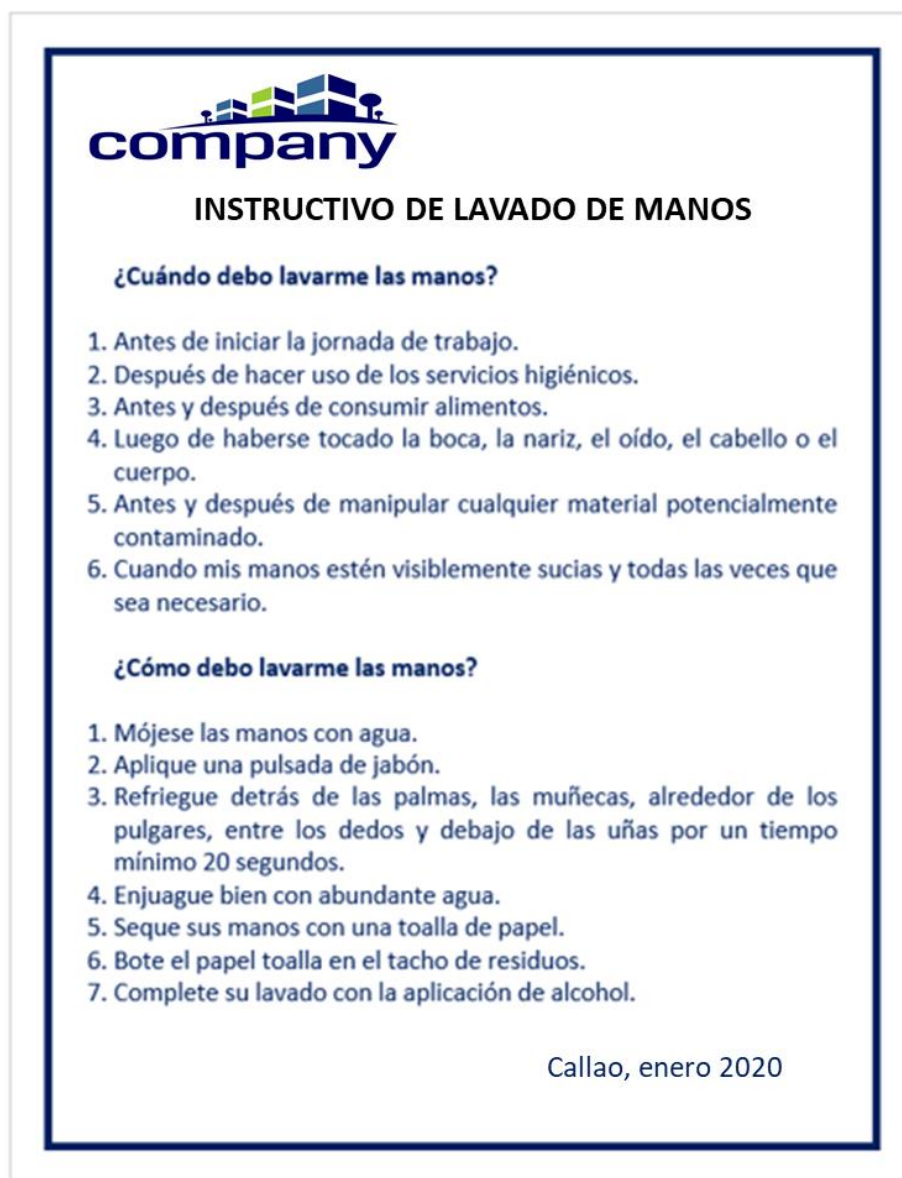 company
INSTRUCTIVO DE LAVADO DE MANOS
¿Cuándo debo lavarme las manos?
1. Antes de iniciar la jornada de trabajo.
2. Después de hacer uso de los servicios higiénicos.
3. Antes y después de consumir alimentos.
4. Luego de haberse tocado la boca, la nariz, el oído, el cabello o el
cuerpo.
5. Antes y después de manipular cualquier material potencialmente
contaminado.
6. Cuando mis manos estén visiblemente sucias y todas las veces que
sea necesario.
¿Cómo debo lavarme las manos?
1. Mójese las manos con agua.
2. Aplique una pulsada de jabón.
3. Refriegue detrás de las palmas, las muñecas, alrededor de los
pulgares, entre los dedos y debajo de las uñas por un tiempo
mínimo 20 segundos.
4. Enjuague bien con abundante agua.
5. Seque sus manos con una toalla de papel.
6. Bote el papel toalla en el tacho de residuos.
7. Complete su lavado con la aplicación de alcohol.
Callao, enero 2020